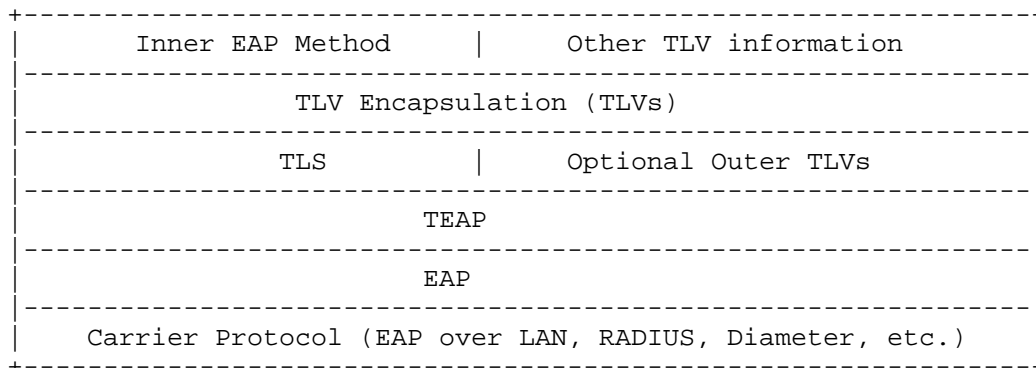 Inner EAP Method | Other TLV information
TLV Encapsulation (TLVs)
TLS | Optional Outer TLVs
TEAP
EAP
Carrier Protocol (EAP over LAN, RADIUS, Diameter, etc.)